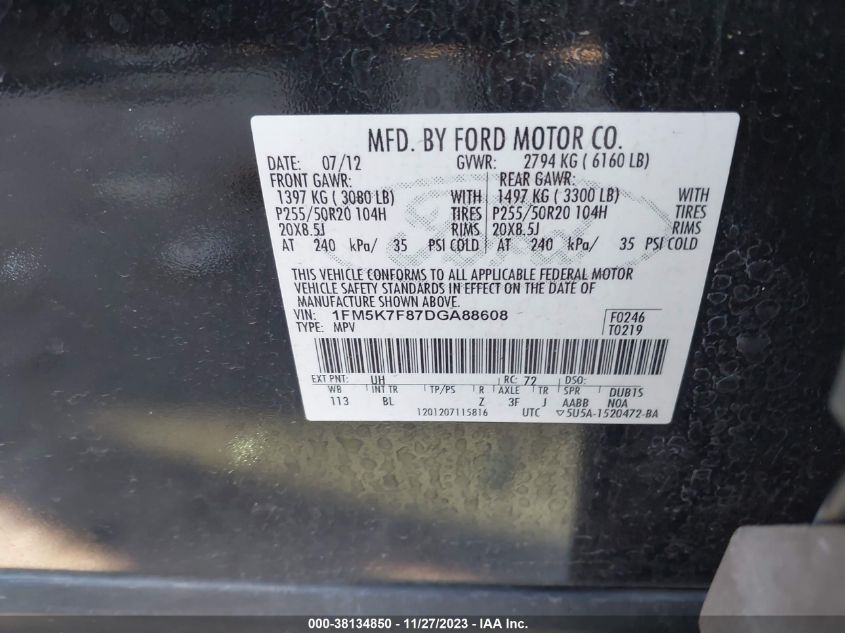 MFD. BY FORD MOTOR CO.
DATE: 07/12 GVWR: 2794 KG ( 6160 LB)
FRONT GAWR: REAR GAWR:
1397 KG ( 3080 LB) WITH 1497 KG ( 3300 LB) WITH
P255/50R20 104H TIRES P255/50R20 104H TIRES
20X8.5J RIMS 20X8.5J RIMS
AT 240 kPa/ 35 PSI COLD AT 240 kPa/ 35 PSI COLD
THIS VEHICLE CONFORMS TO ALL APPLICABLE FEDERAL MOTOR
VEHICLE SAFETY STANDARDS IN EFFECT ON THE DATE OF
MANUFACTURE SHOWN ABOVE.
VIN: 1FM5K7F87DGA88608 F0246
TYPE: MPV T0219
EXT PNT: UH RC: 72 DSO:
WB INT TR TP/PS R AXLE TR SPR DUB1S
113 BL Z 3F J AABB N0A
1201207115816 UTC ▽5U5A-1520472-BA
000-38134850 - 11/27/2023 - IAA Inc.